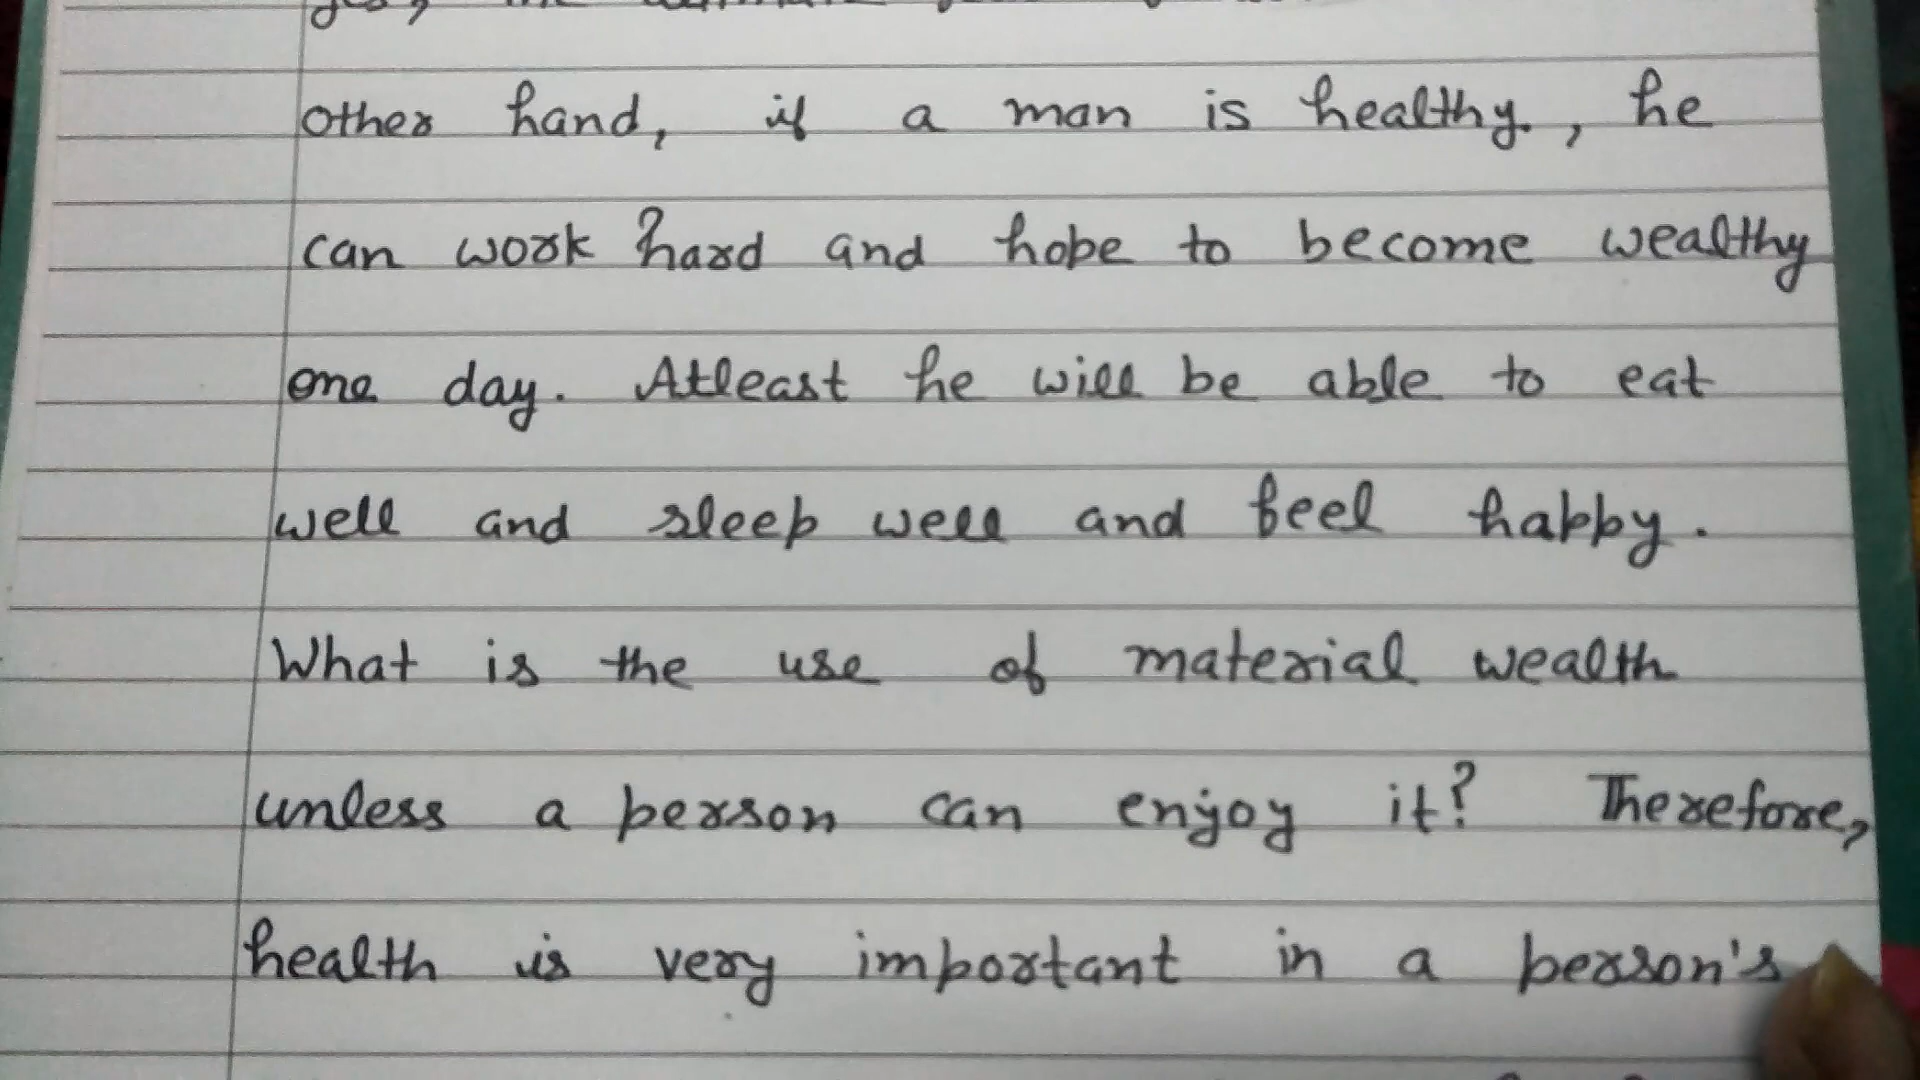 other hand, if a man is healthy, he
can work hard and hope to become wealthy
one day. Atleast he will be able to eat
well and sleep well and feel happy.
What is the use of material wealth
unless a person can enjoy it? Therefore,
health is very important in a person's